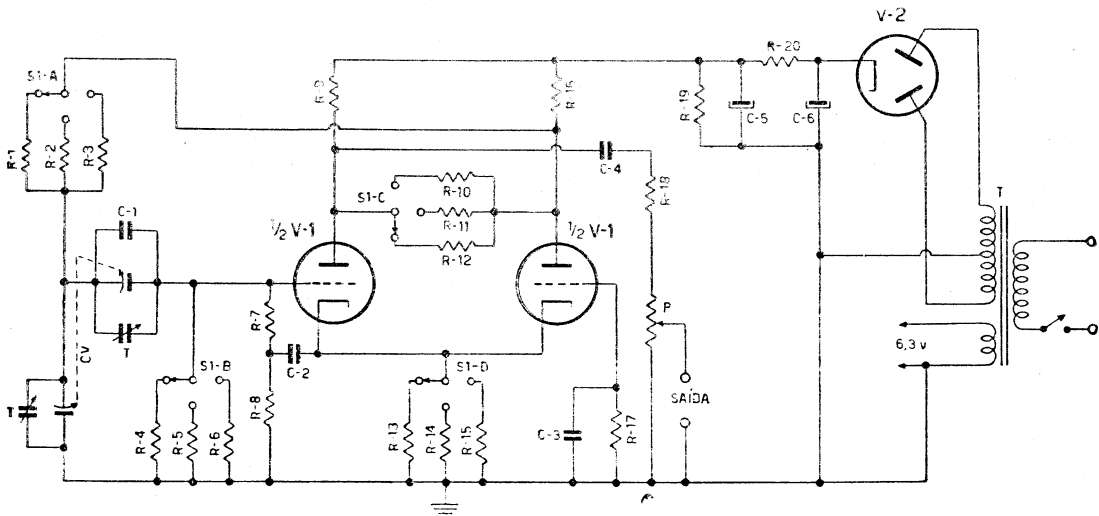 V-2
R-20
S1-A
R-9
R-16
R-19
C-5
C-6
R-1
R-2
R-3
C-4
R-18
T
C-1
S1-C
R-10
R-11
R-12
½ V-1
½ V-1
R-7
P
6,3 v
T
CV
C-2
S1-B
S1-D
SAÍDA
T
R-8
R-4
R-5
R-6
R-13
R-14
R-15
C-3
R-17